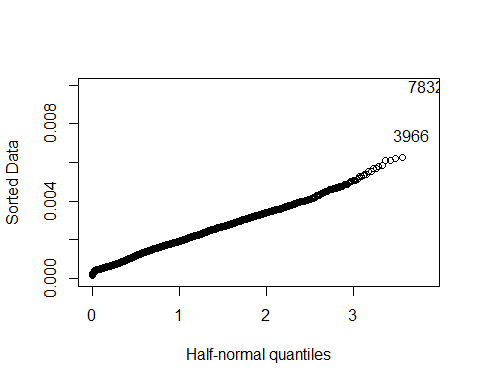 7832
3966
0.008
0.004
0.000
Sorted Data
0 1 2 3
Half-normal quantiles